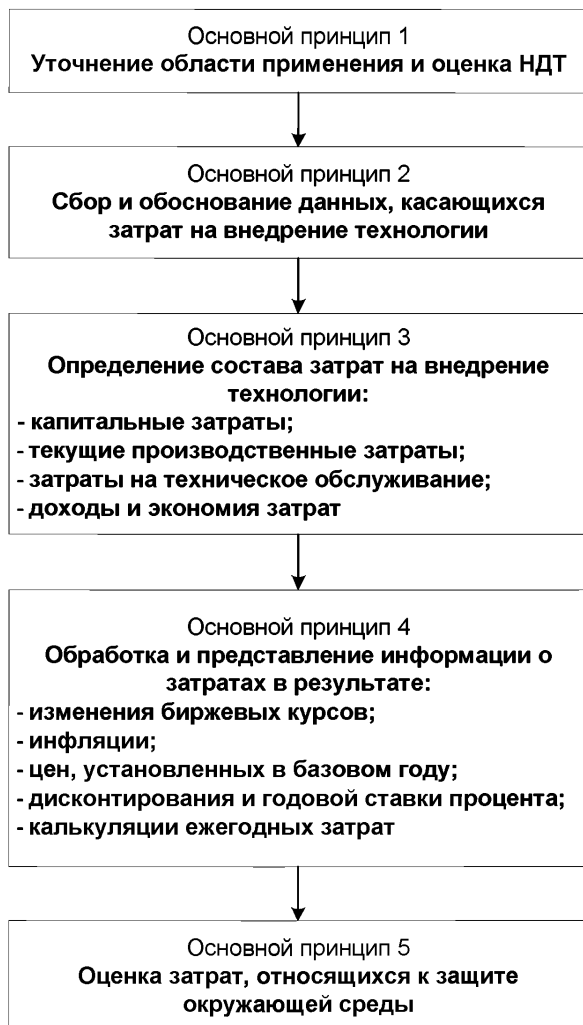 Основной принцип 1
Уточнение области применения и оценка НДТ
Основной принцип 2
Сбор и обоснование данных, касающихся
затрат на внедрение технологии
Основной принцип 3
Определение состава затрат на внедрение
технологии:
- капитальные затраты;
- текущие производственные затраты;
- затраты на техническое обслуживание;
- доходы и экономия затрат
Основной принцип 4
Обработка и представление информации о
затратах в результате:
- изменения биржевых курсов;
- инфляции;
- цен, установленных в базовом году;
- дисконтирования и годовой ставки процента;
- калькуляции ежегодных затрат
Основной принцип 5
Оценка затрат, относящихся к защите
окружающей среды